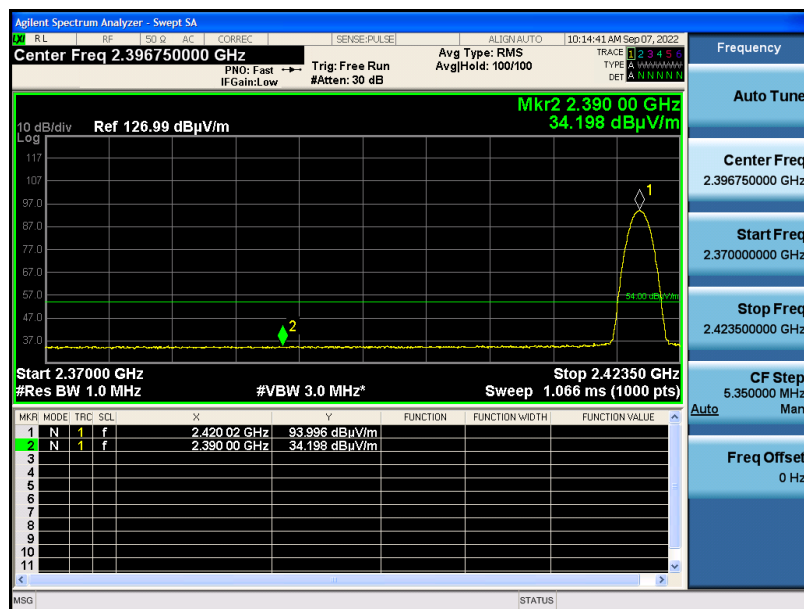 Agilent Spectrum Analyzer - Swept SA
LXI RL RF 50 Ω AC CORREC SENSE:PULSE ALIGN AUTO 10:14:41 AM Sep 07, 2022
Center Freq 2.396750000 GHz
PNO: Fast
IFGain:Low
Trig: Free Run
#Atten: 30 dB
Avg Type: RMS
Avg|Hold: 100/100
TRACE 1 2 3 4 5 6
TYPE A WWWWW
DET A N N N N N
Mkr2 2.390 00 GHz
34.198 dBµV/m
10 dB/div Ref 126.99 dBµV/m
Log
117
107
97.0
87.0
77.0
67.0
57.0
47.0
37.0
1
2
54.00 dBµV/m
Start 2.37000 GHz Stop 2.42350 GHz
#Res BW 1.0 MHz #VBW 3.0 MHz* Sweep 1.066 ms (1000 pts)
MKR MODE TRC SCL X Y FUNCTION FUNCTION WIDTH FUNCTION VALUE
1 N 1 f 2.420 02 GHz 93.996 dBµV/m
2 N 1 f 2.390 00 GHz 34.198 dBµV/m
3
4
5
6
7
8
9
10
11
MSG STATUS
Frequency
Auto Tune
Center Freq
2.396750000 GHz
Start Freq
2.370000000 GHz
Stop Freq
2.423500000 GHz
CF Step
5.350000 MHz
Auto Man
Freq Offset
0 Hz